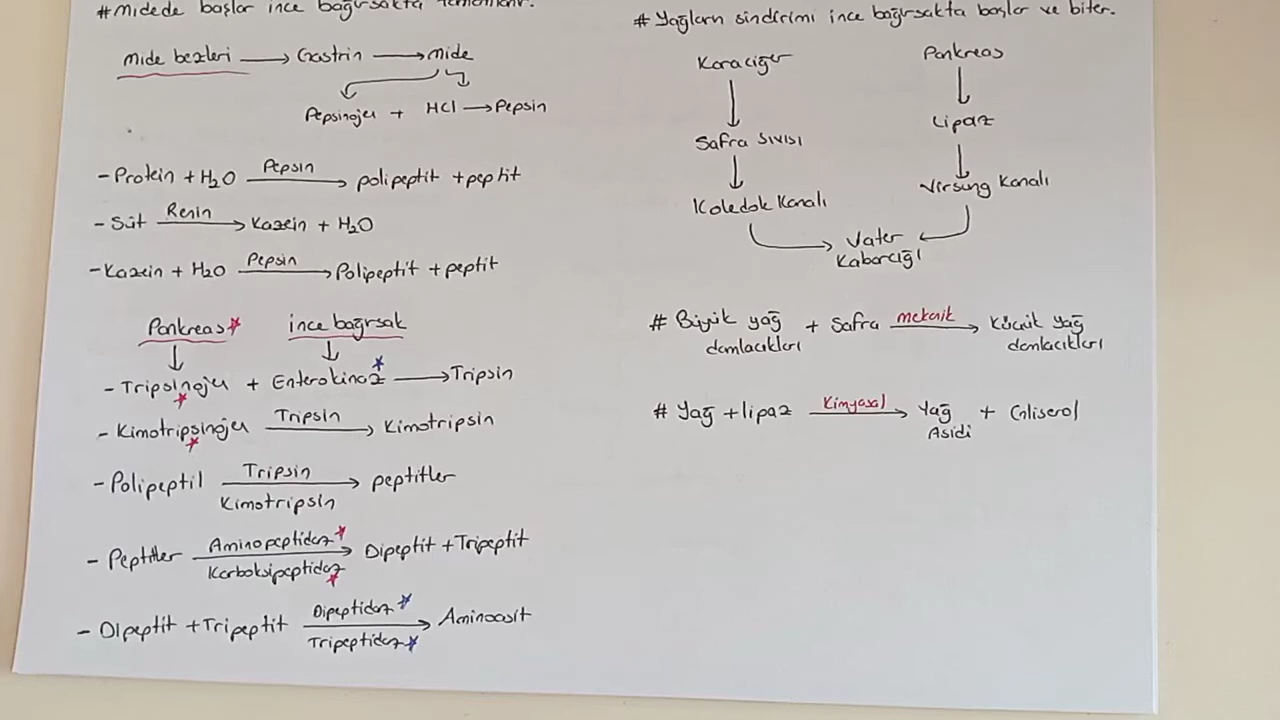 #Midede başlar ince bağırsakta tamamlanır.
Mide bezleri → Gastrin → Mide
Pepsinojen + HCl → Pepsin
Pepsin
- Protein + H₂O → polipeptit + peptit
Renin
- Süt → Kazein + H₂O
Pepsin
- Kazein + H₂O → Polipeptit + peptit
Pankreas* ince bağırsak
- Tripsinojen + Enterokinaz → Tripsin
Tripsin
- Kimotripsinojen → Kimotripsin
Tripsin
- Polipeptil → peptitler
Kimotripsin
Aminopeptidaz*
- Peptitler → Dipeptit + Tripeptit
Karboksipeptidaz*
Dipeptidaz*
- Dipeptit + Tripeptit → Aminoasit
Tripeptidaz*
# Yağların sindirimi ince bağırsakta başlar ve biter.
Karaciğer Pankreas
Safra sıvısı Lipaz
Koledok Kanalı Virsung Kanalı
Vater
Kabarcığı
mekanik
# Büyük yağ + Safra → Küçük yağ
damlacıkları damlacıkları
Kimyasal
# Yağ + lipaz → Yağ + Gliserol
Asidi